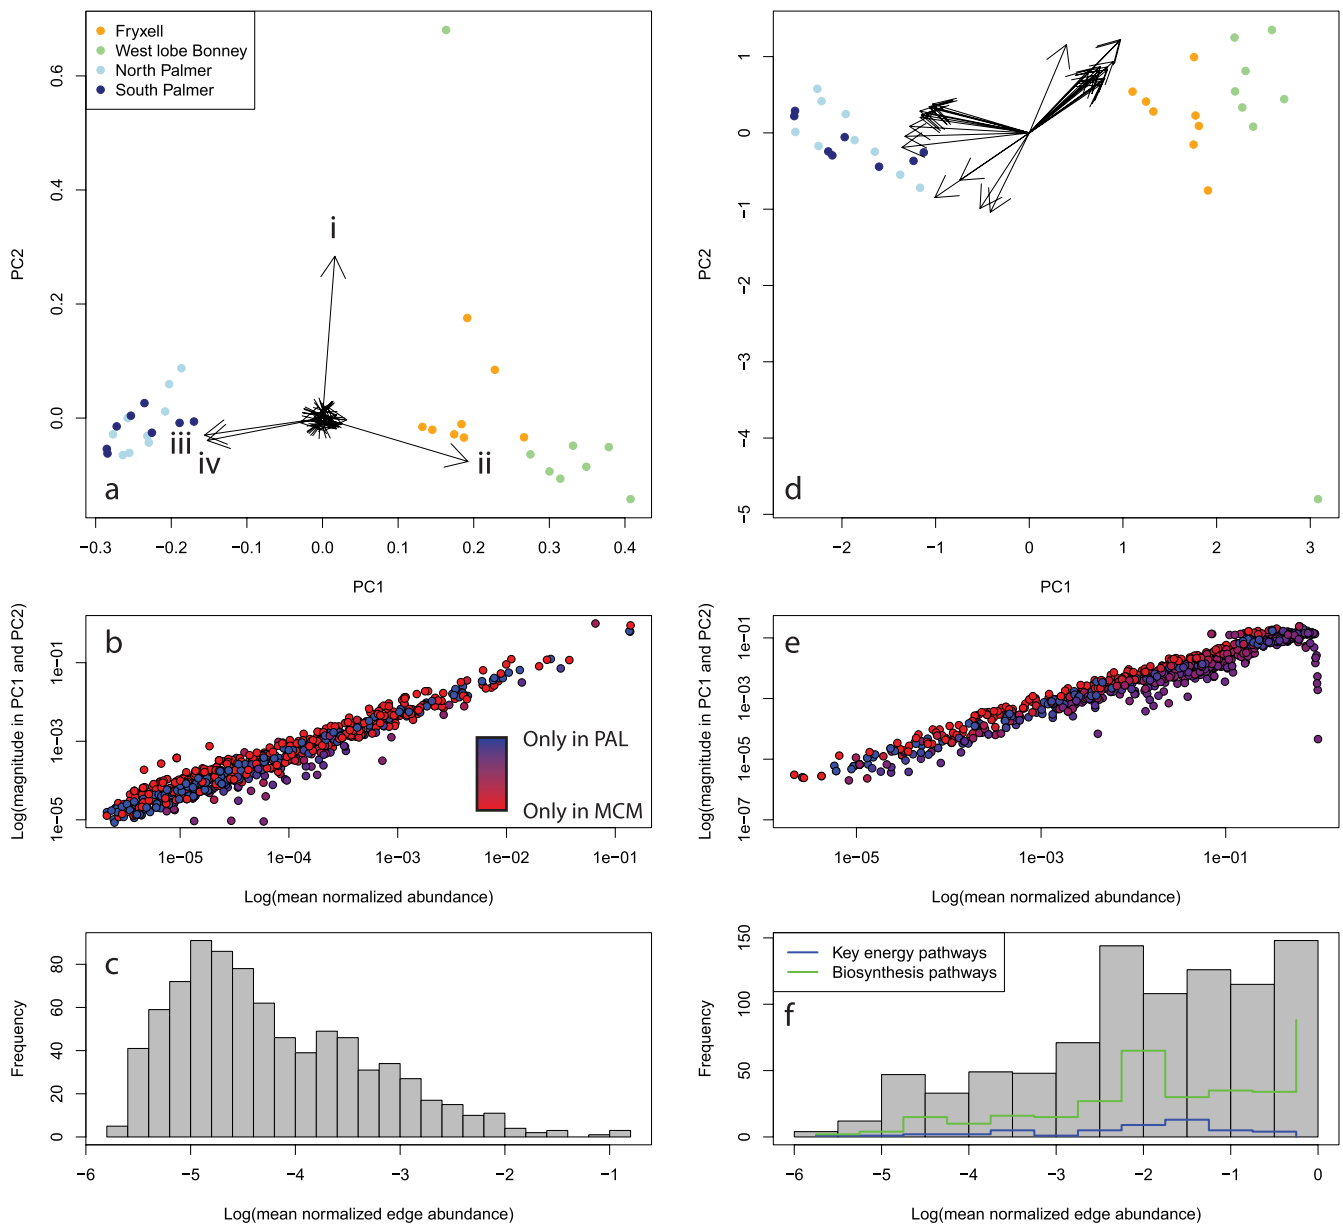 Fryxell
West lobe Bonney
North Palmer
South Palmer
0.6
0.4
0.2
0.0
PC2
i
ii
iii
iv
a
−0.3 −0.2 −0.1 0.0 0.1 0.2 0.3 0.4
PC1
1
0
−1
−2
−3
−4
−5
PC2
d
−2 −1 0 1 2 3
PC1
Log(magnitude in PC1 and PC2)
1e−01
1e−03
1e−05
b
Only in PAL
Only in MCM
1e−05 1e−04 1e−03 1e−02 1e−01
Log(mean normalized abundance)
Log(magnitude in PC1 and PC2)
1e−01
1e−03
1e−05
1e−07
e
1e−05 1e−03 1e−01
Log(mean normalized abundance)
Frequency
80
60
40
20
0
c
−6 −5 −4 −3 −2 −1
Log(mean normalized edge abundance)
Frequency
150
100
50
0
Key energy pathways
Biosynthesis pathways
f
−6 −5 −4 −3 −2 −1 0
Log(mean normalized edge abundance)